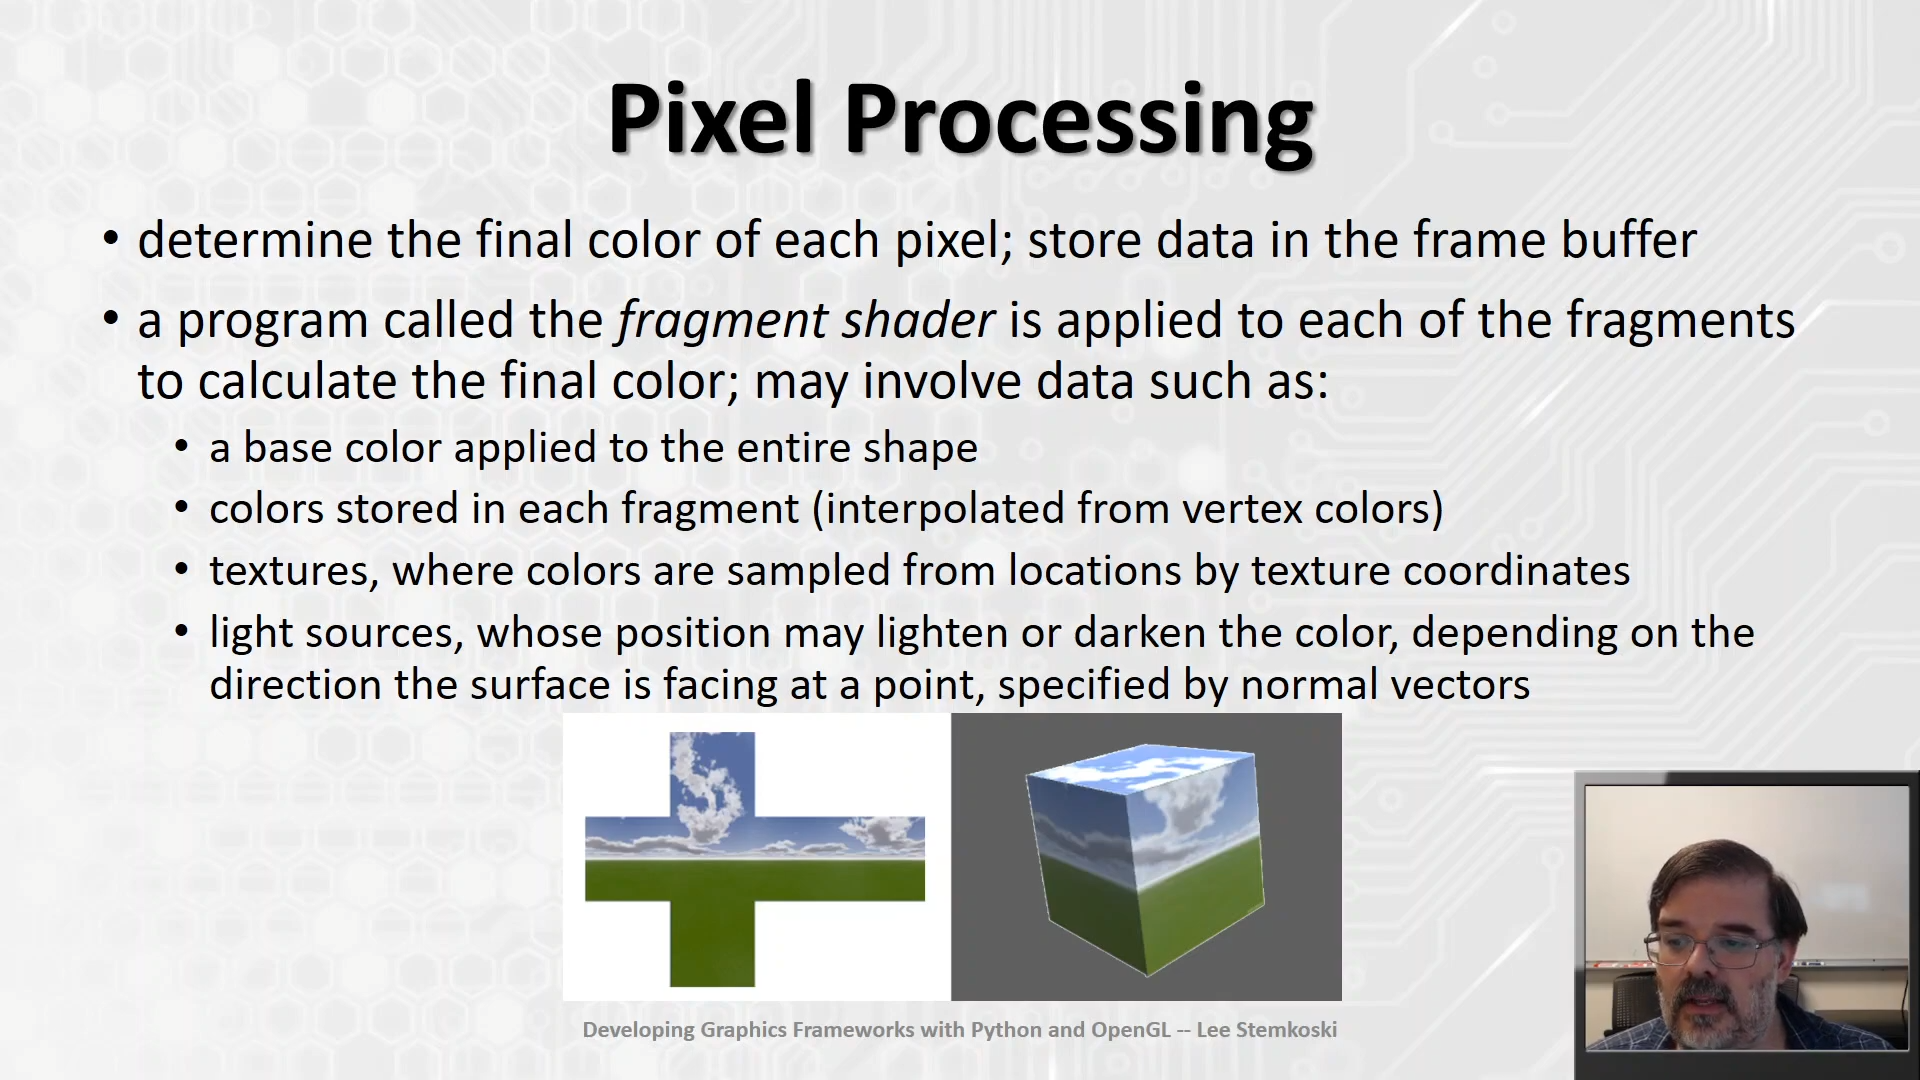 Pixel Processing
• determine the final color of each pixel; store data in the frame buffer
• a program called the fragment shader is applied to each of the fragments
to calculate the final color; may involve data such as:
• a base color applied to the entire shape
• colors stored in each fragment (interpolated from vertex colors)
• textures, where colors are sampled from locations by texture coordinates
• light sources, whose position may lighten or darken the color, depending on the
direction the surface is facing at a point, specified by normal vectors
Developing Graphics Frameworks with Python and OpenGL -- Lee Stemkoski